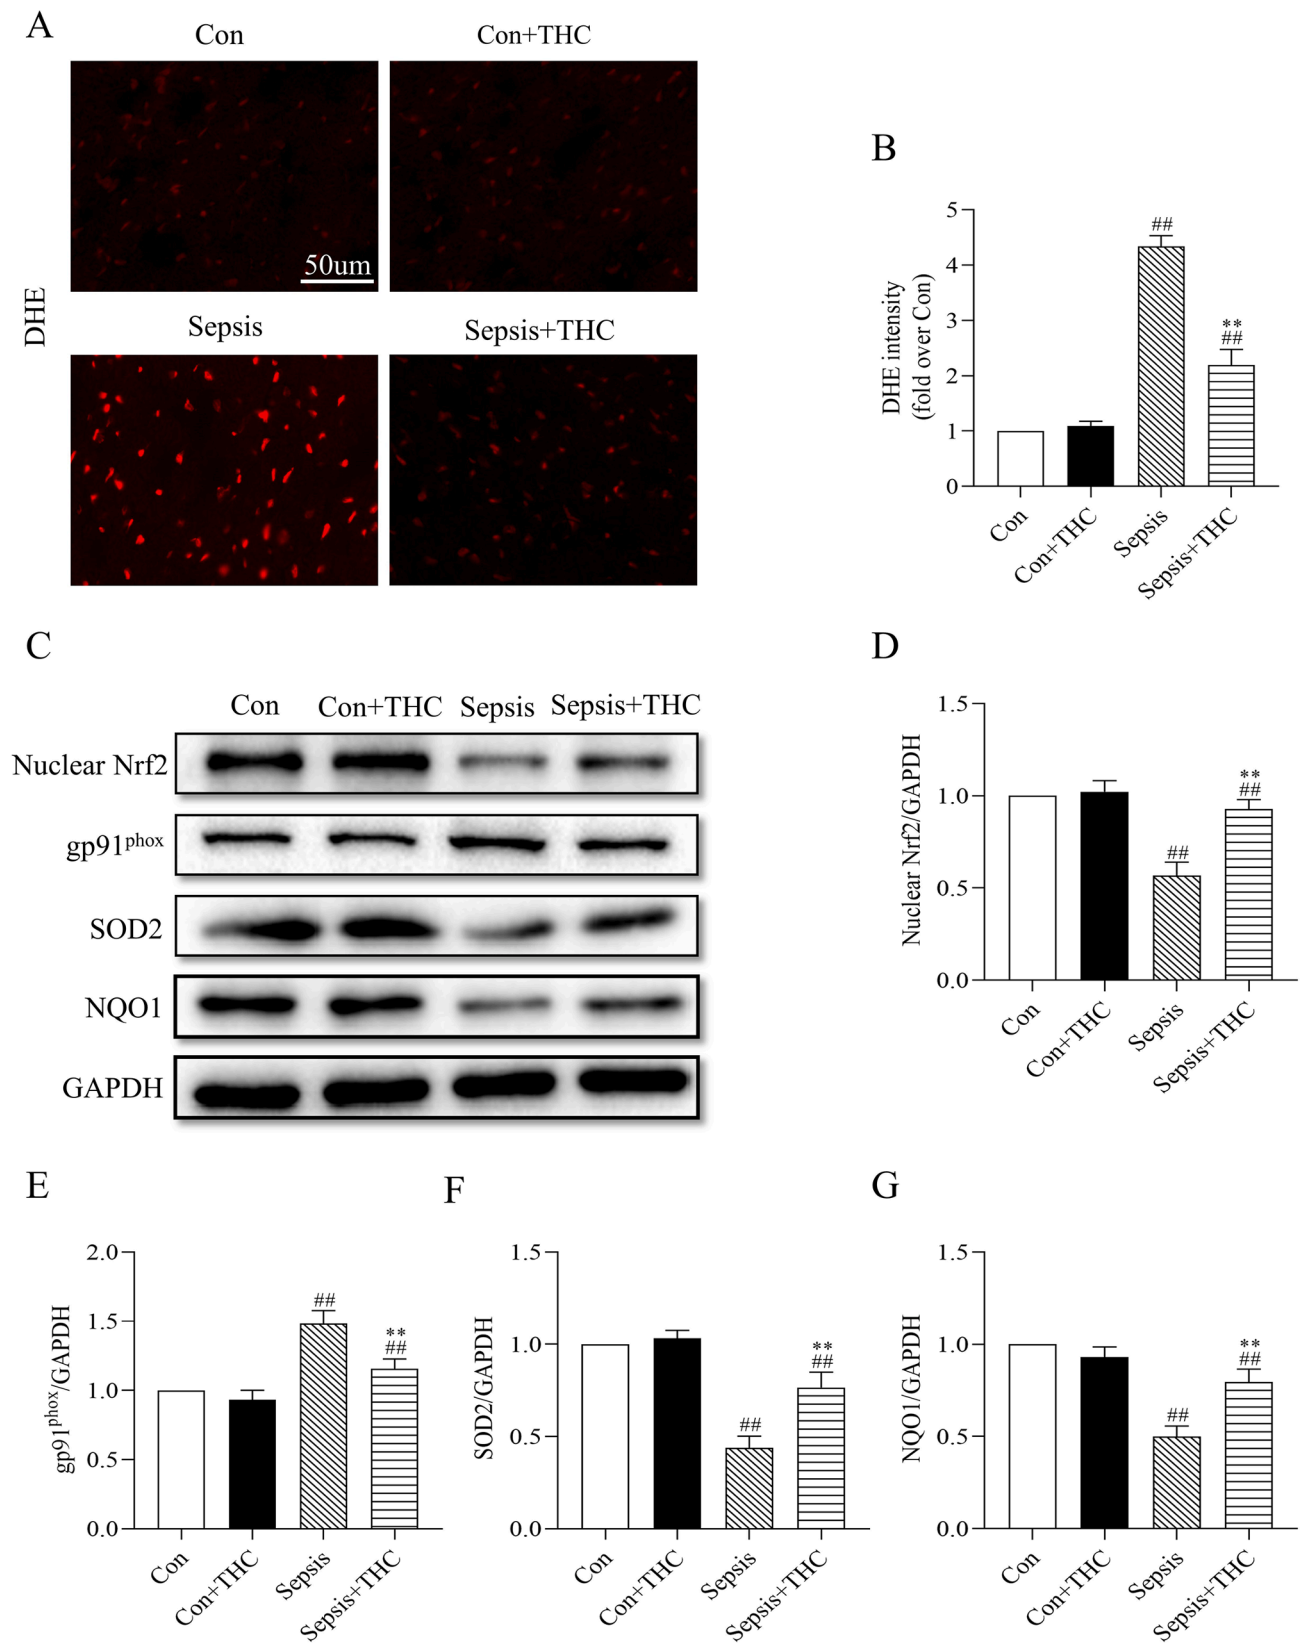 A
Con
Con+THC
50um
DHE
Sepsis
Sepsis+THC
B
DHE intensity
(fold over Con)
5
4
3
2
1
0
##
**
##
Con
Con+THC
Sepsis
Sepsis+THC
C
Con Con+THC Sepsis Sepsis+THC
Nuclear Nrf2
gp91phox
SOD2
NQO1
GAPDH
D
Nuclear Nrf2/GAPDH
1.5
1.0
0.5
0.0
##
**
##
Con
Con+THC
Sepsis
Sepsis+THC
E
gp91phox/GAPDH
2.0
1.5
1.0
0.5
0.0
##
**
##
Con
Con+THC
Sepsis
Sepsis+THC
F
SOD2/GAPDH
1.5
1.0
0.5
0.0
##
**
##
Con
Con+THC
Sepsis
Sepsis+THC
G
NQO1/GAPDH
1.5
1.0
0.5
0.0
##
**
##
Con
Con+THC
Sepsis
Sepsis+THC